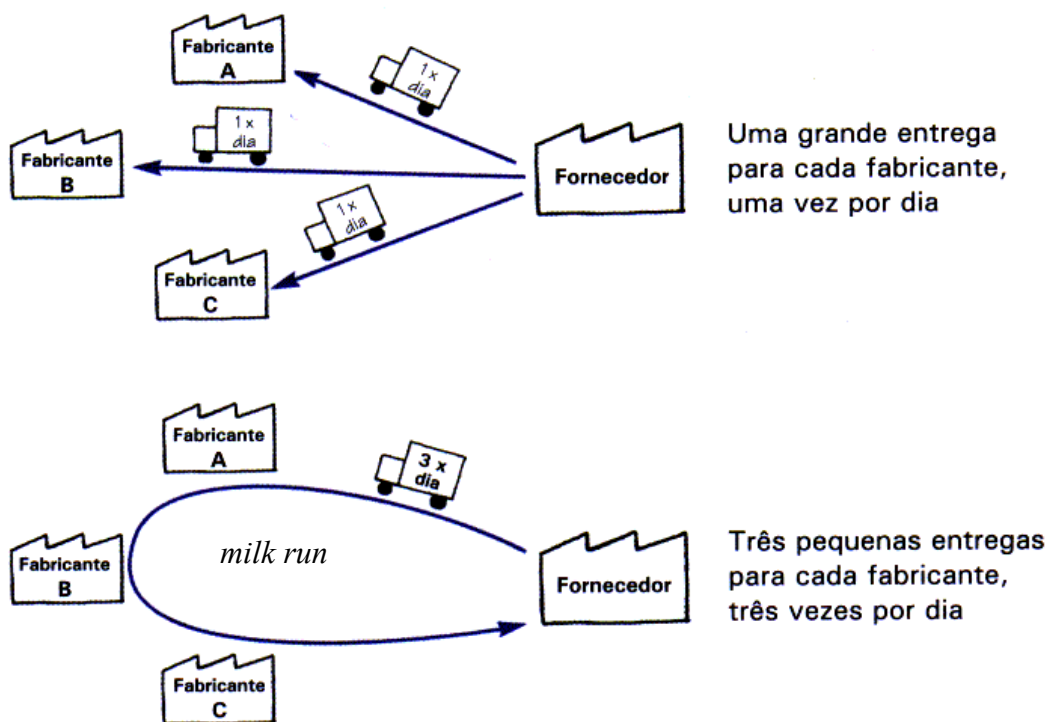 Fabricante
A
1 x
dia
Fabricante
B
1 x
dia
Fabricante
C
1 x
dia
Fornecedor
Uma grande entrega
para cada fabricante,
uma vez por dia
Fabricante
A
3 x
dia
Fabricante
B
milk run
Fabricante
C
Fornecedor
Três pequenas entregas
para cada fabricante,
três vezes por dia